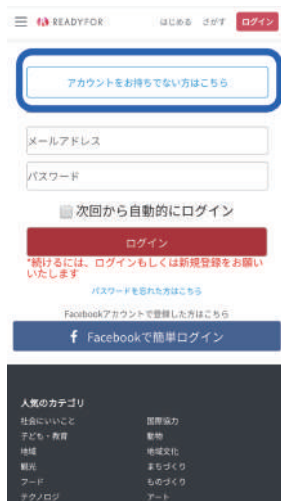 READYFOR はじめる さがす ログイン
アカウントをお持ちでない方はこちら
メールアドレス
パスワード
次回から自動的にログイン
ログイン
*続けるには、ログインもしくは新規登録をお願い
いたします
パスワードを忘れた方はこちら
Facebookアカウントで登録した方はこちら
Facebookで簡単ログイン
人気のカテゴリ
社会にいいこと 国際協力
子ども・教育 動物
地域 地域文化
観光 まちづくり
フード ものづくり
テクノロジ アート